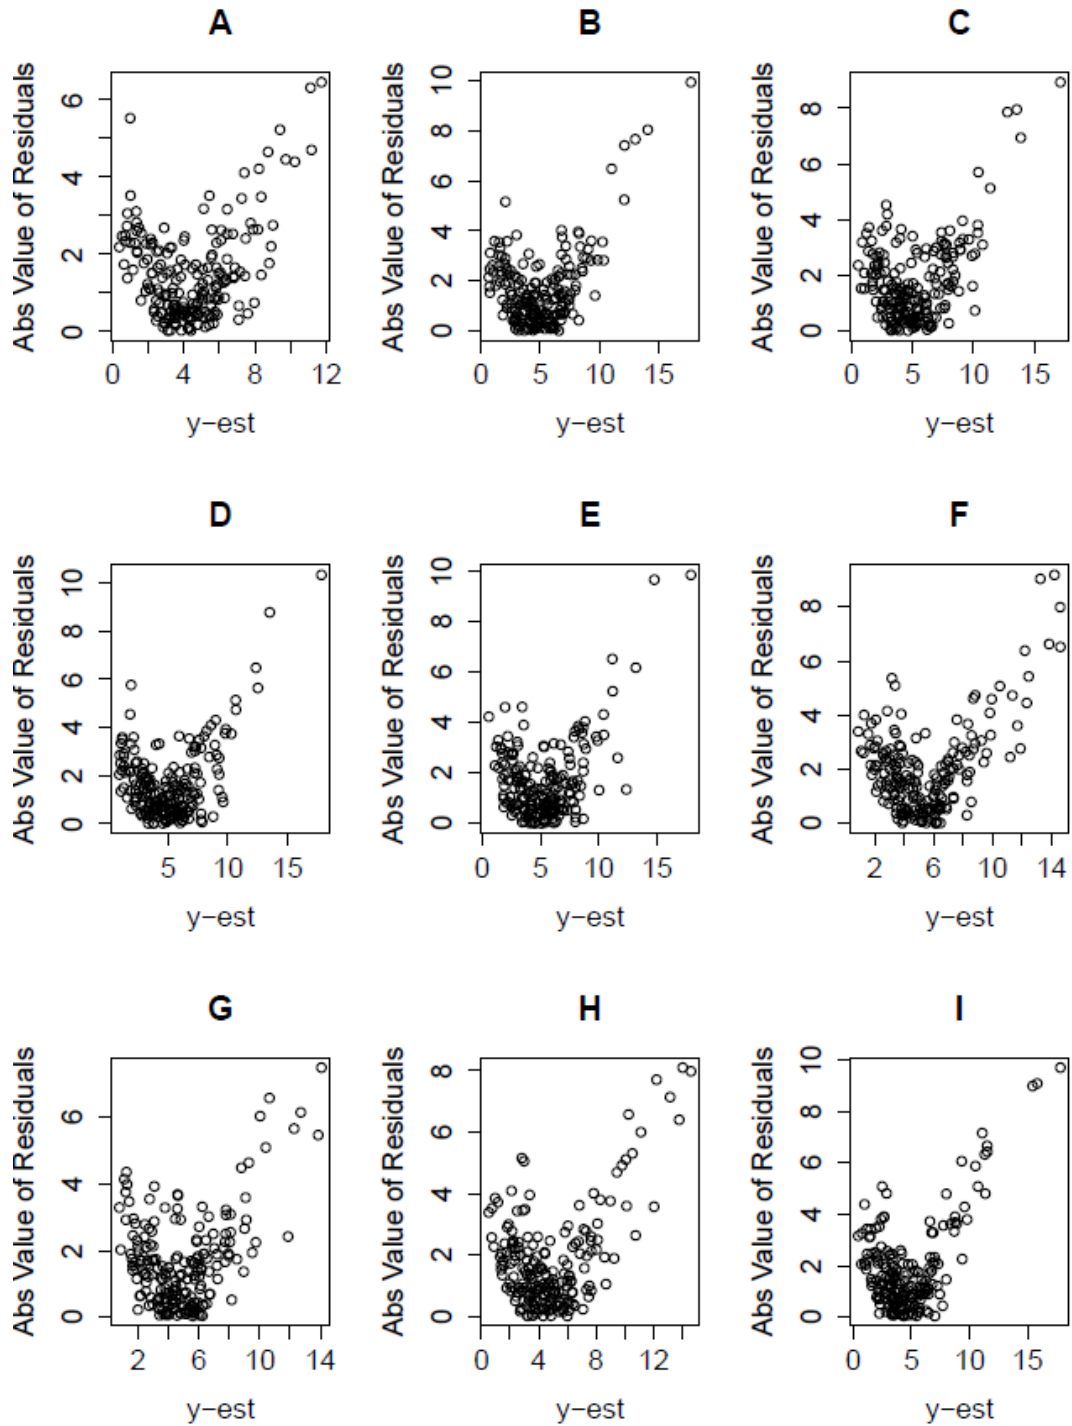 A B C
Abs Value of Residuals
0 2 4 6
0 4 8 12
y-est
Abs Value of Residuals
0 2 4 6 8 10
0 5 10 15
y-est
Abs Value of Residuals
0 2 4 6 8
0 5 10 15
y-est
D E F
Abs Value of Residuals
0 2 4 6 8 10
5 10 15
y-est
Abs Value of Residuals
0 2 4 6 8 10
0 5 10 15
y-est
Abs Value of Residuals
0 2 4 6 8
2 6 10 14
y-est
G H I
Abs Value of Residuals
0 2 4 6
2 6 10 14
y-est
Abs Value of Residuals
0 2 4 6 8
0 4 8 12
y-est
Abs Value of Residuals
0 2 4 6 8 10
0 5 10 15
y-est